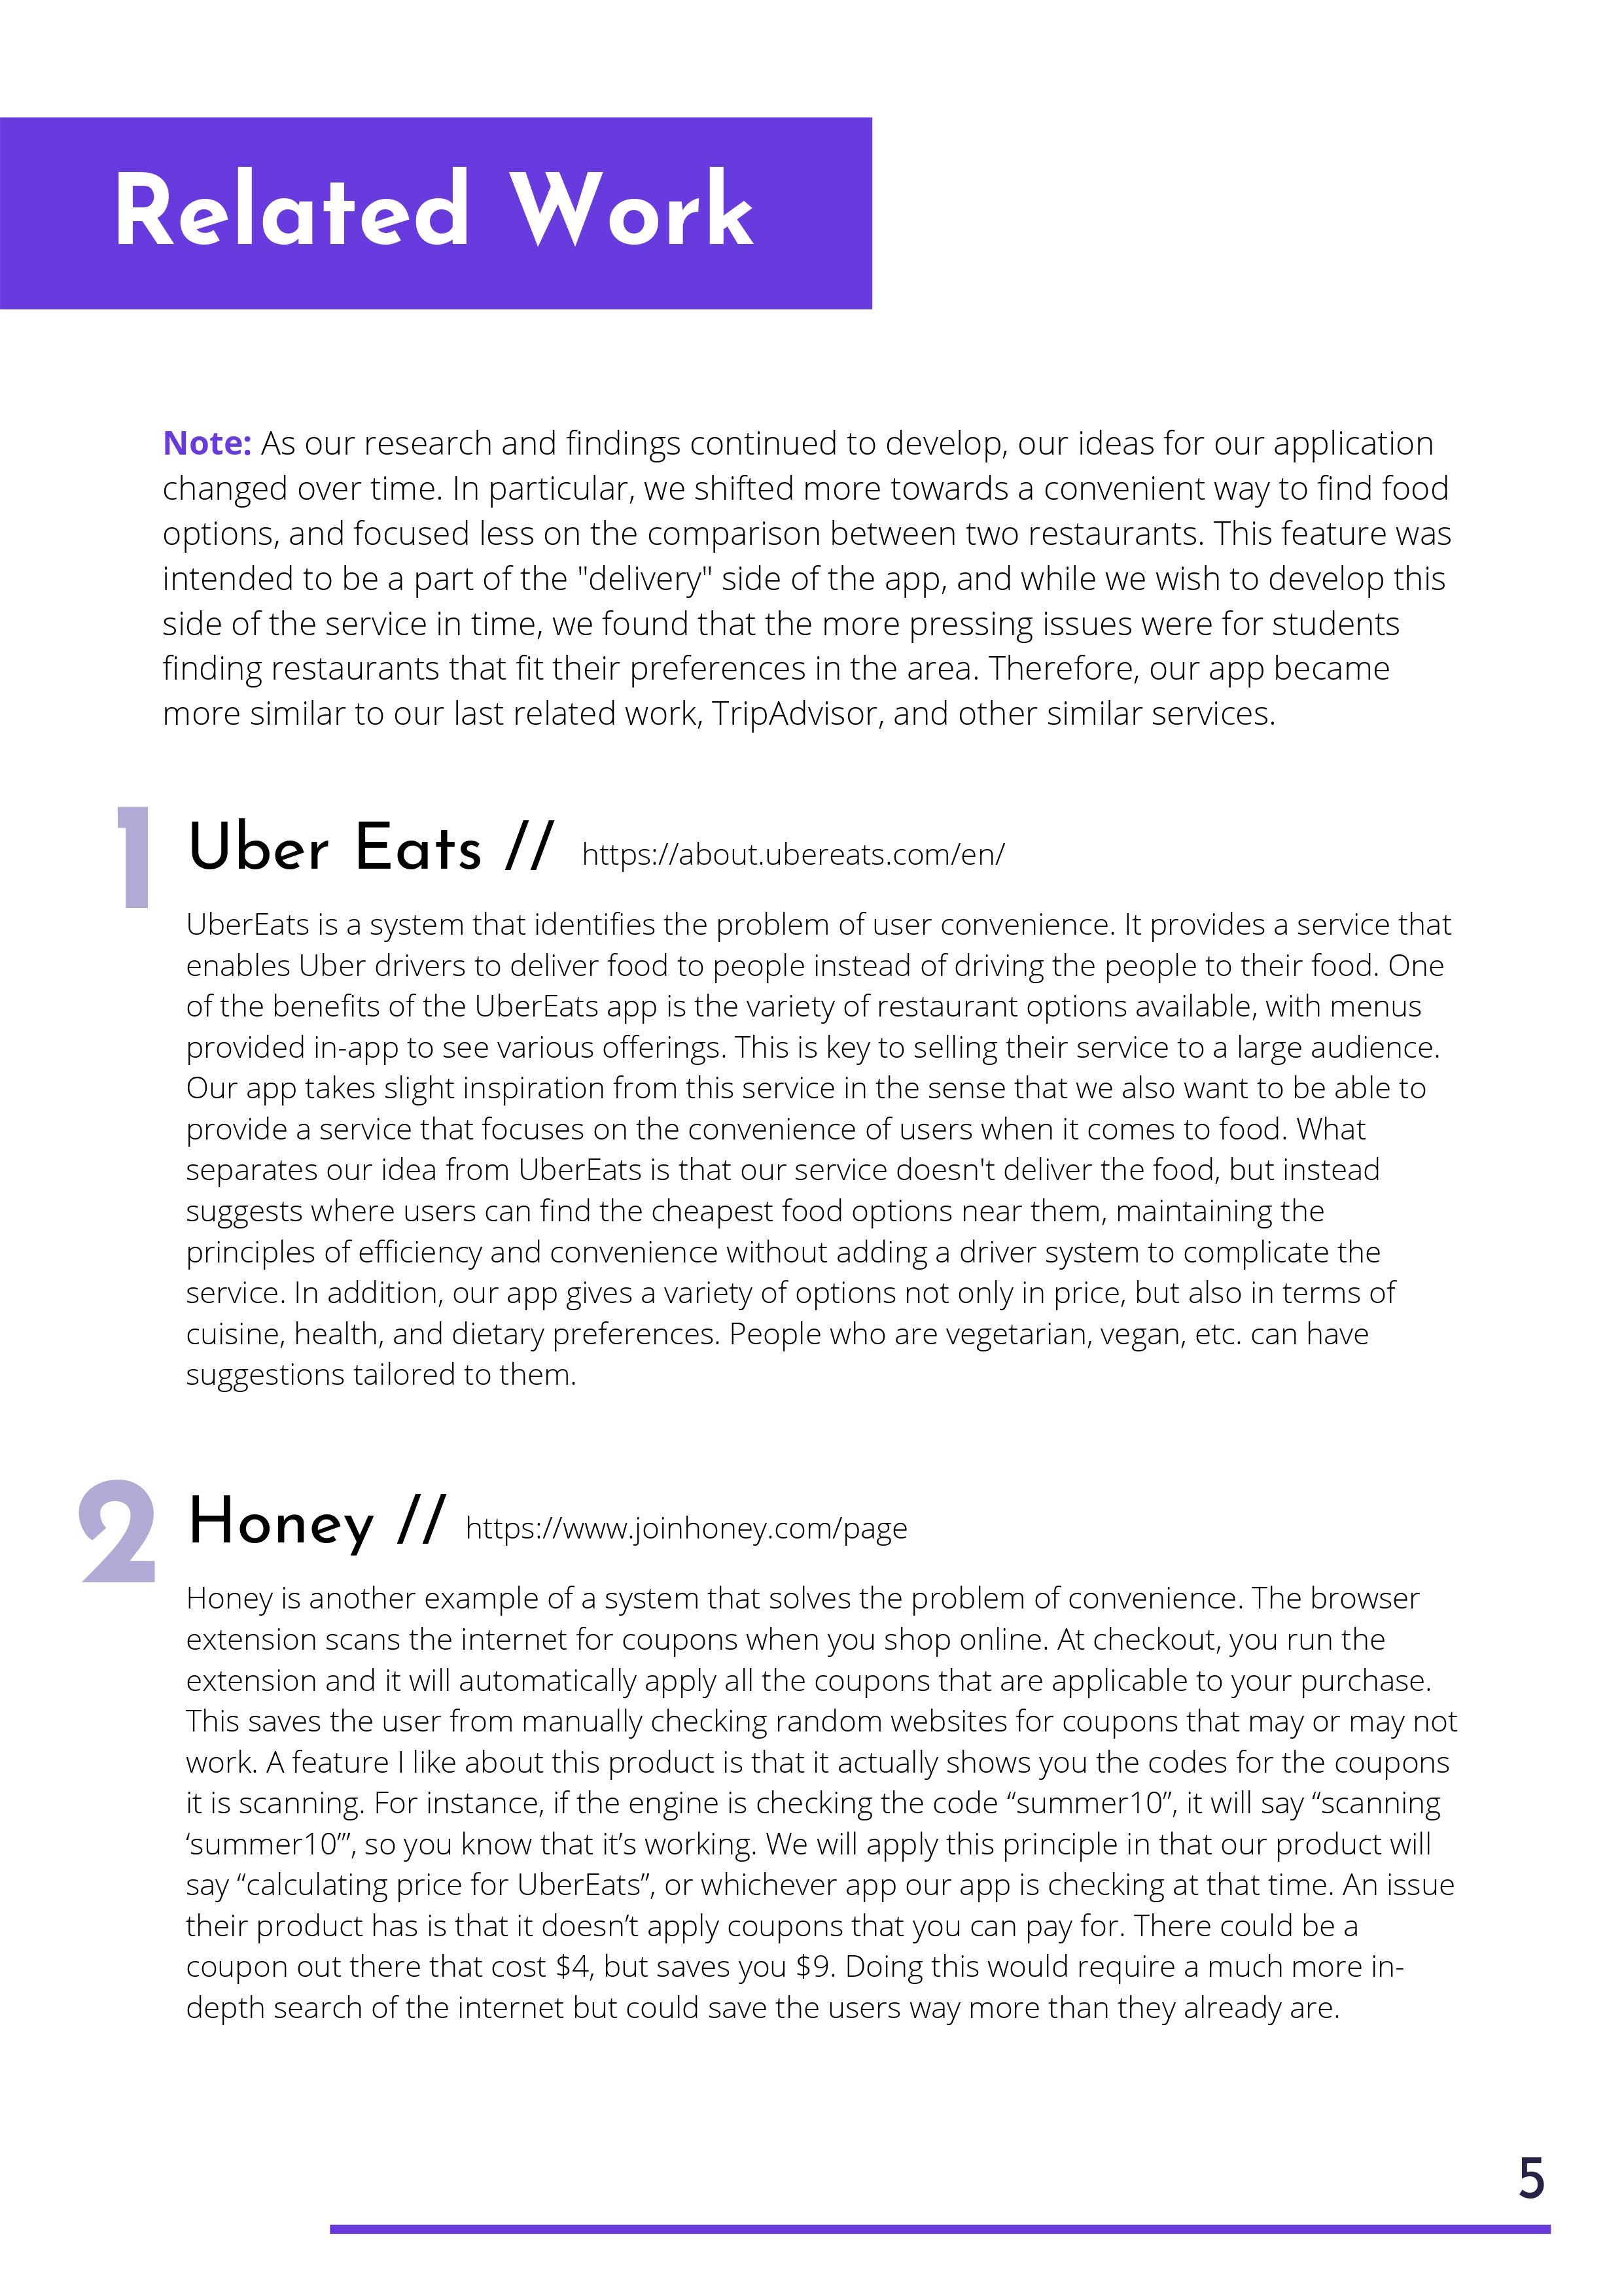 Related Work
Note: As our research and findings continued to develop, our ideas for our application
changed over time. In particular, we shifted more towards a convenient way to find food
options, and focused less on the comparison between two restaurants. This feature was
intended to be a part of the "delivery" side of the app, and while we wish to develop this
side of the service in time, we found that the more pressing issues were for students
finding restaurants that fit their preferences in the area. Therefore, our app became
more similar to our last related work, TripAdvisor, and other similar services.
1 Uber Eats // https://about.ubereats.com/en/
UberEats is a system that identifies the problem of user convenience. It provides a service that
enables Uber drivers to deliver food to people instead of driving the people to their food. One
of the benefits of the UberEats app is the variety of restaurant options available, with menus
provided in-app to see various offerings. This is key to selling their service to a large audience.
Our app takes slight inspiration from this service in the sense that we also want to be able to
provide a service that focuses on the convenience of users when it comes to food. What
separates our idea from UberEats is that our service doesn't deliver the food, but instead
suggests where users can find the cheapest food options near them, maintaining the
principles of efficiency and convenience without adding a driver system to complicate the
service. In addition, our app gives a variety of options not only in price, but also in terms of
cuisine, health, and dietary preferences. People who are vegetarian, vegan, etc. can have
suggestions tailored to them.
2 Honey // https://www.joinhoney.com/page
Honey is another example of a system that solves the problem of convenience. The browser
extension scans the internet for coupons when you shop online. At checkout, you run the
extension and it will automatically apply all the coupons that are applicable to your purchase.
This saves the user from manually checking random websites for coupons that may or may not
work. A feature I like about this product is that it actually shows you the codes for the coupons
it is scanning. For instance, if the engine is checking the code “summer10”, it will say “scanning
‘summer10’”, so you know that it’s working. We will apply this principle in that our product will
say “calculating price for UberEats”, or whichever app our app is checking at that time. An issue
their product has is that it doesn’t apply coupons that you can pay for. There could be a
coupon out there that cost $4, but saves you $9. Doing this would require a much more in-
depth search of the internet but could save the users way more than they already are.
5